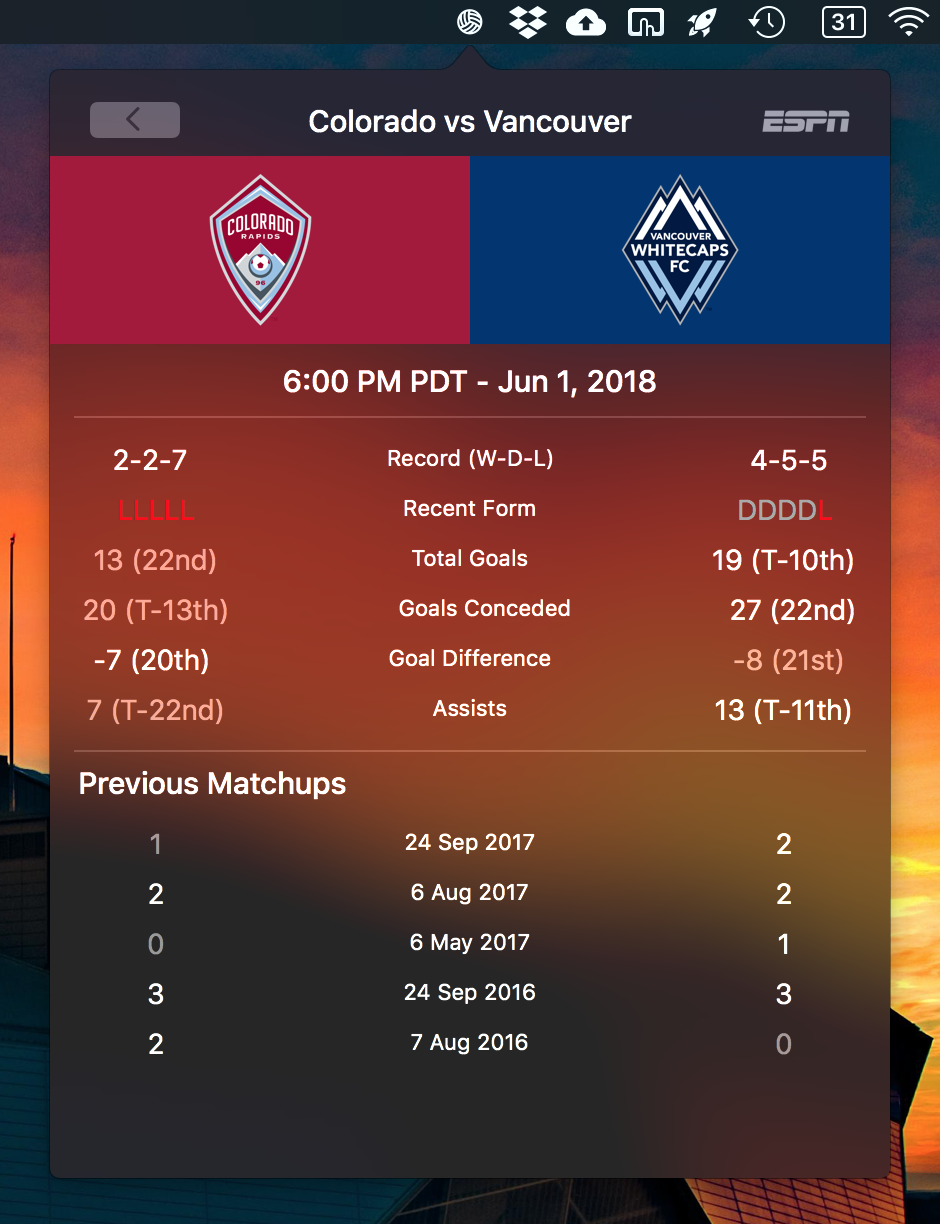 31
Colorado vs Vancouver
ESPN
COLORADO
RAPIDS
96
VANCOUVER
WHITECAPS
FC
6:00 PM PDT - Jun 1, 2018
2-2-7 Record (W-D-L) 4-5-5
LLLLL Recent Form DDDDL
13 (22nd) Total Goals 19 (T-10th)
20 (T-13th) Goals Conceded 27 (22nd)
-7 (20th) Goal Difference -8 (21st)
7 (T-22nd) Assists 13 (T-11th)
Previous Matchups
1 24 Sep 2017 2
2 6 Aug 2017 2
0 6 May 2017 1
3 24 Sep 2016 3
2 7 Aug 2016 0